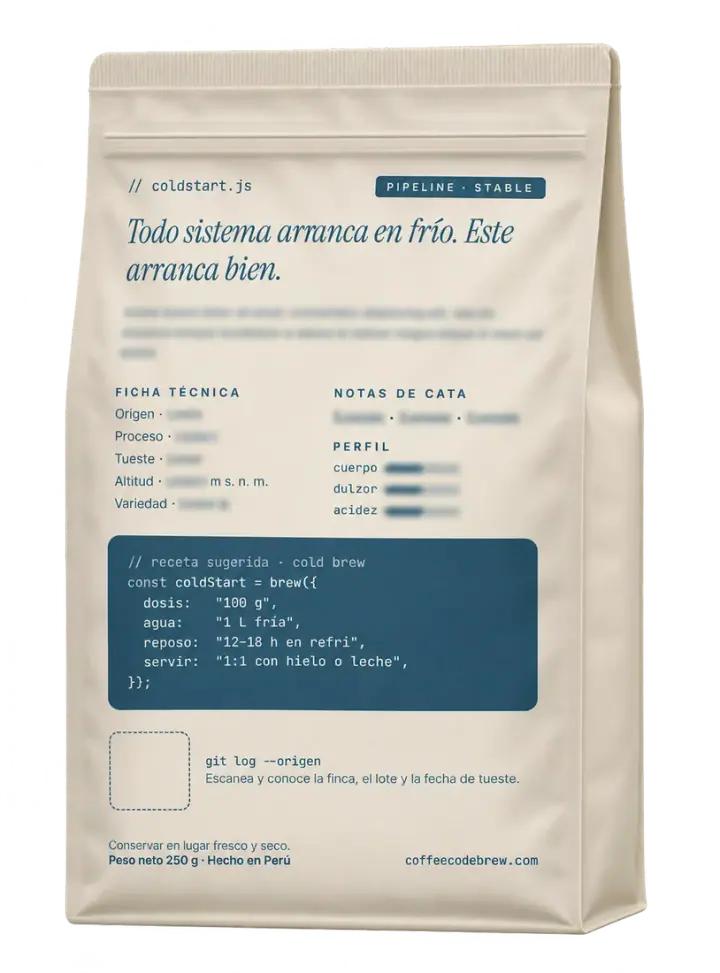 // coldstart.js
PIPELINE · STABLE
Todo sistema arranca en frío. Este
arranca bien.
FICHA TÉCNICA
Origen ·
Proceso ·
Tueste ·
Altitud · m s. n. m.
Variedad ·
NOTAS DE CATA
PERFIL
cuerpo
dulzor
acidez
// receta sugerida · cold brew
const coldStart = brew({
dosis: "100 g",
agua: "1 L fría",
reposo: "12–18 h en refri",
servir: "1:1 con hielo o leche",
}};
git log --origen
Escanea y conoce la finca, el lote y la fecha de tueste.
Conservar en lugar fresco y seco.
Peso neto 250 g · Hecho en Perú
coffeecodebrew.com